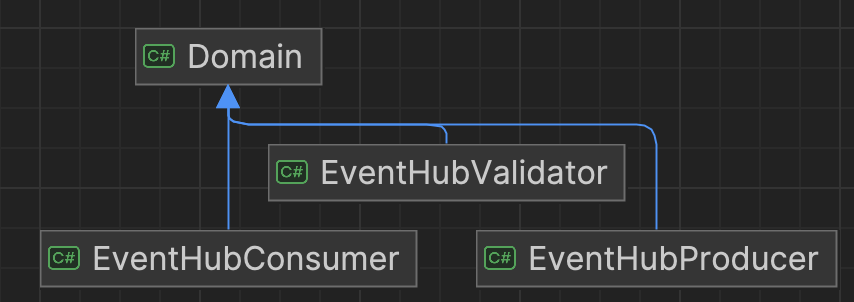 C# Domain
C# EventHubValidator
C# EventHubConsumer
C# EventHubProducer